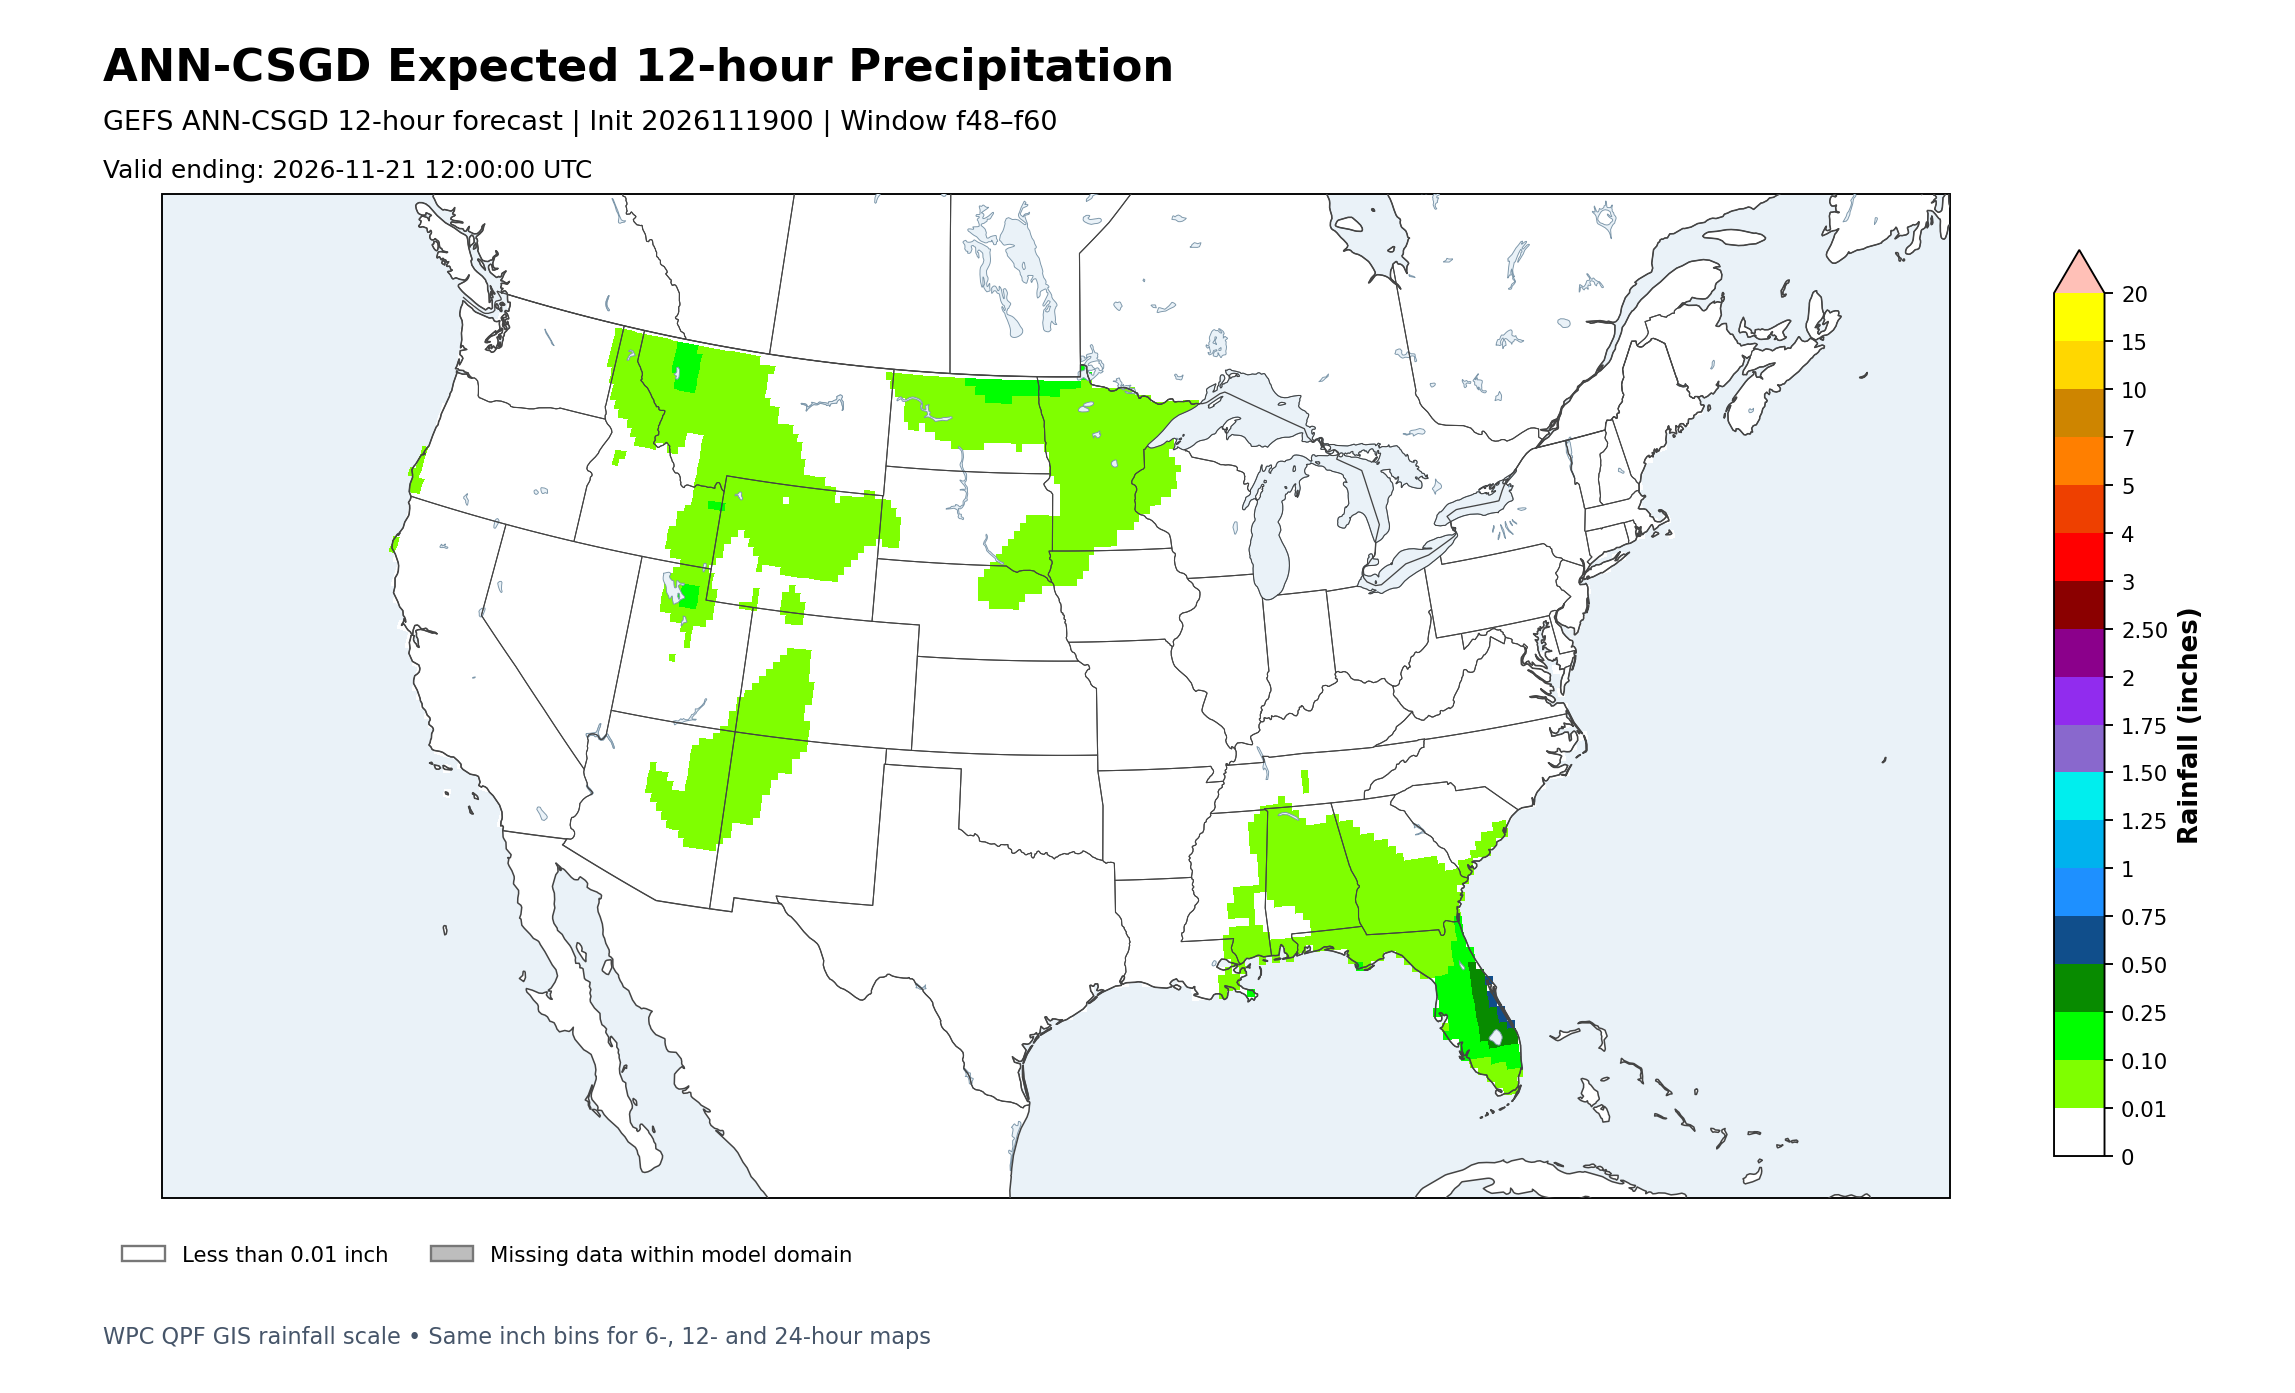 ANN-CSGD Expected 12-hour Precipitation
GEFS ANN-CSGD 12-hour forecast | Init 2026111900 | Window f48–f60
Valid ending: 2026-11-21 12:00:00 UTC
20
15
10
7
5
4
3
2.50
2
1.75
1.50
1.25
1
0.75
0.50
0.25
0.10
0.01
0
Rainfall (inches)
Less than 0.01 inch
Missing data within model domain
WPC QPF GIS rainfall scale • Same inch bins for 6-, 12- and 24-hour maps